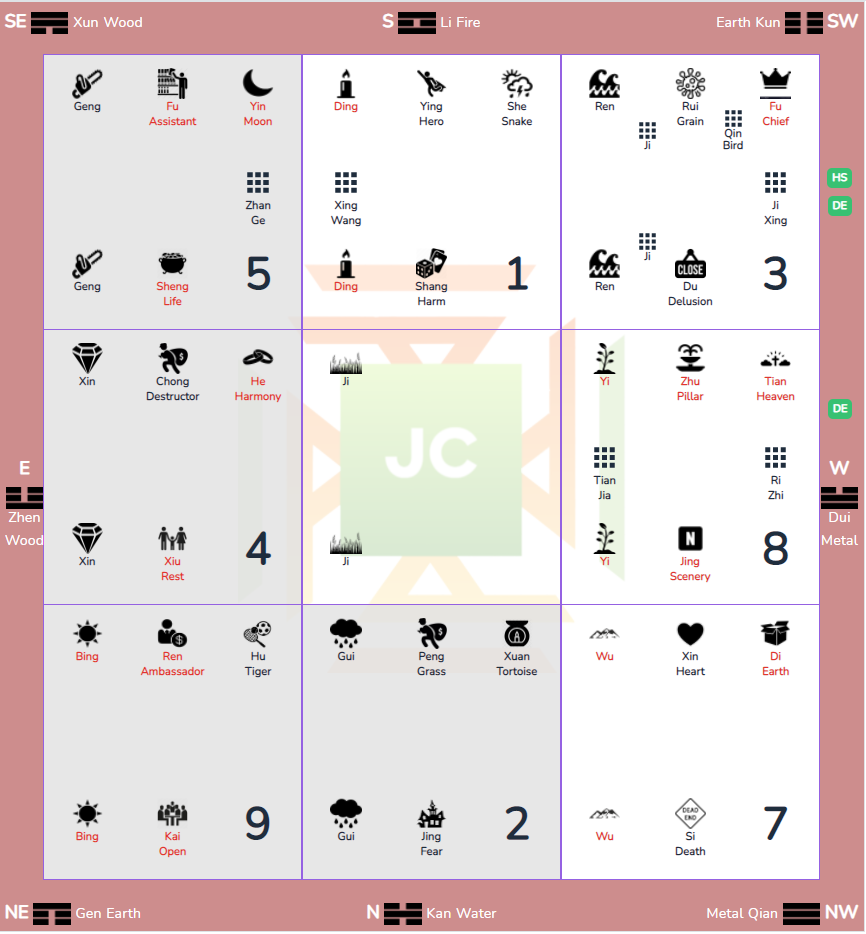 SE Xun Wood
S Li Fire
Earth Kun SW
Geng
Fu
Assistant
Yin
Moon
Zhan
Ge
Geng
Sheng
Life
5
Ding
Ying
Hero
She
Snake
Xing
Wang
Ding
Shang
Harm
1
Ren
Ji
Rui
Grain
Qin
Bird
Fu
Chief
Ji
Xing
Ren
Ji
CLOSE
Du
Delusion
3
HS
DE
E
Zhen
Wood
Xin
Chong
Destructor
He
Harmony
Xin
Xiu
Rest
4
Ji
JC
Ji
Yi
Zhu
Pillar
Tian
Heaven
Tian
Jia
Ri
Zhi
Yi
N
Jing
Scenery
8
DE
W
Dui
Metal
Bing
Ren
Ambassador
Hu
Tiger
Bing
Kai
Open
9
Gui
Peng
Grass
A
Xuan
Tortoise
Gui
Jing
Fear
2
Wu
Xin
Heart
Di
Earth
Wu
DEAD
END
Si
Death
7
NE Gen Earth
N Kan Water
Metal Qian NW